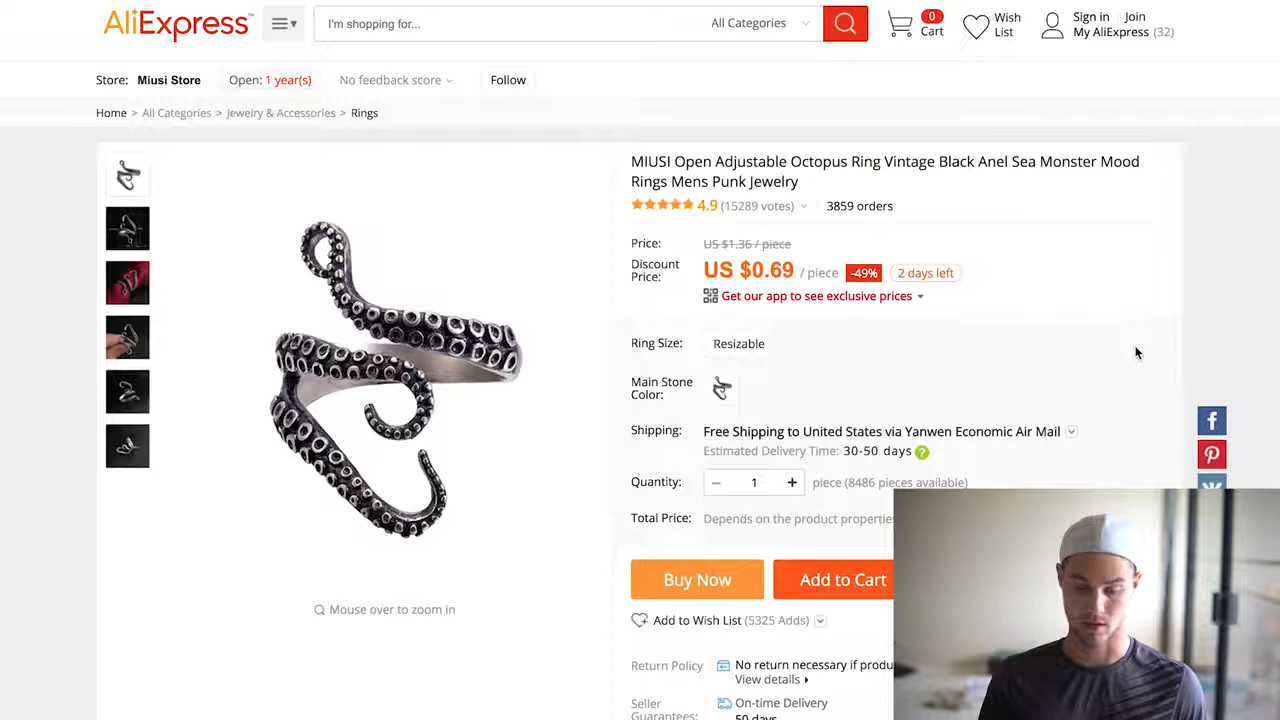 AliExpress™
I'm shopping for...
All Categories
0
Cart
Wish
List
Sign in
Join
My AliExpress (32)
Store: Miusi Store
Open: 1 year(s)
No feedback score
Follow
Home > All Categories > Jewelry & Accessories > Rings
MIUSI Open Adjustable Octopus Ring Vintage Black Anel Sea Monster Mood
Rings Mens Punk Jewelry
4.9 (15289 votes)
3859 orders
Price: US $1.36 / piece
Discount
Price:
US $0.69 / piece -49% 2 days left
Get our app to see exclusive prices
Ring Size: Resizable
Main Stone
Color:
Shipping: Free Shipping to United States via Yanwen Economic Air Mail
Estimated Delivery Time: 30-50 days ?
Quantity: − 1 + piece (8486 pieces available)
Total Price: Depends on the product propertie
Buy Now
Add to Cart
Mouse over to zoom in
Add to Wish List (5325 Adds)
Return Policy No return necessary if produ
View details
Seller
Guarantees:
On-time Delivery
50 days